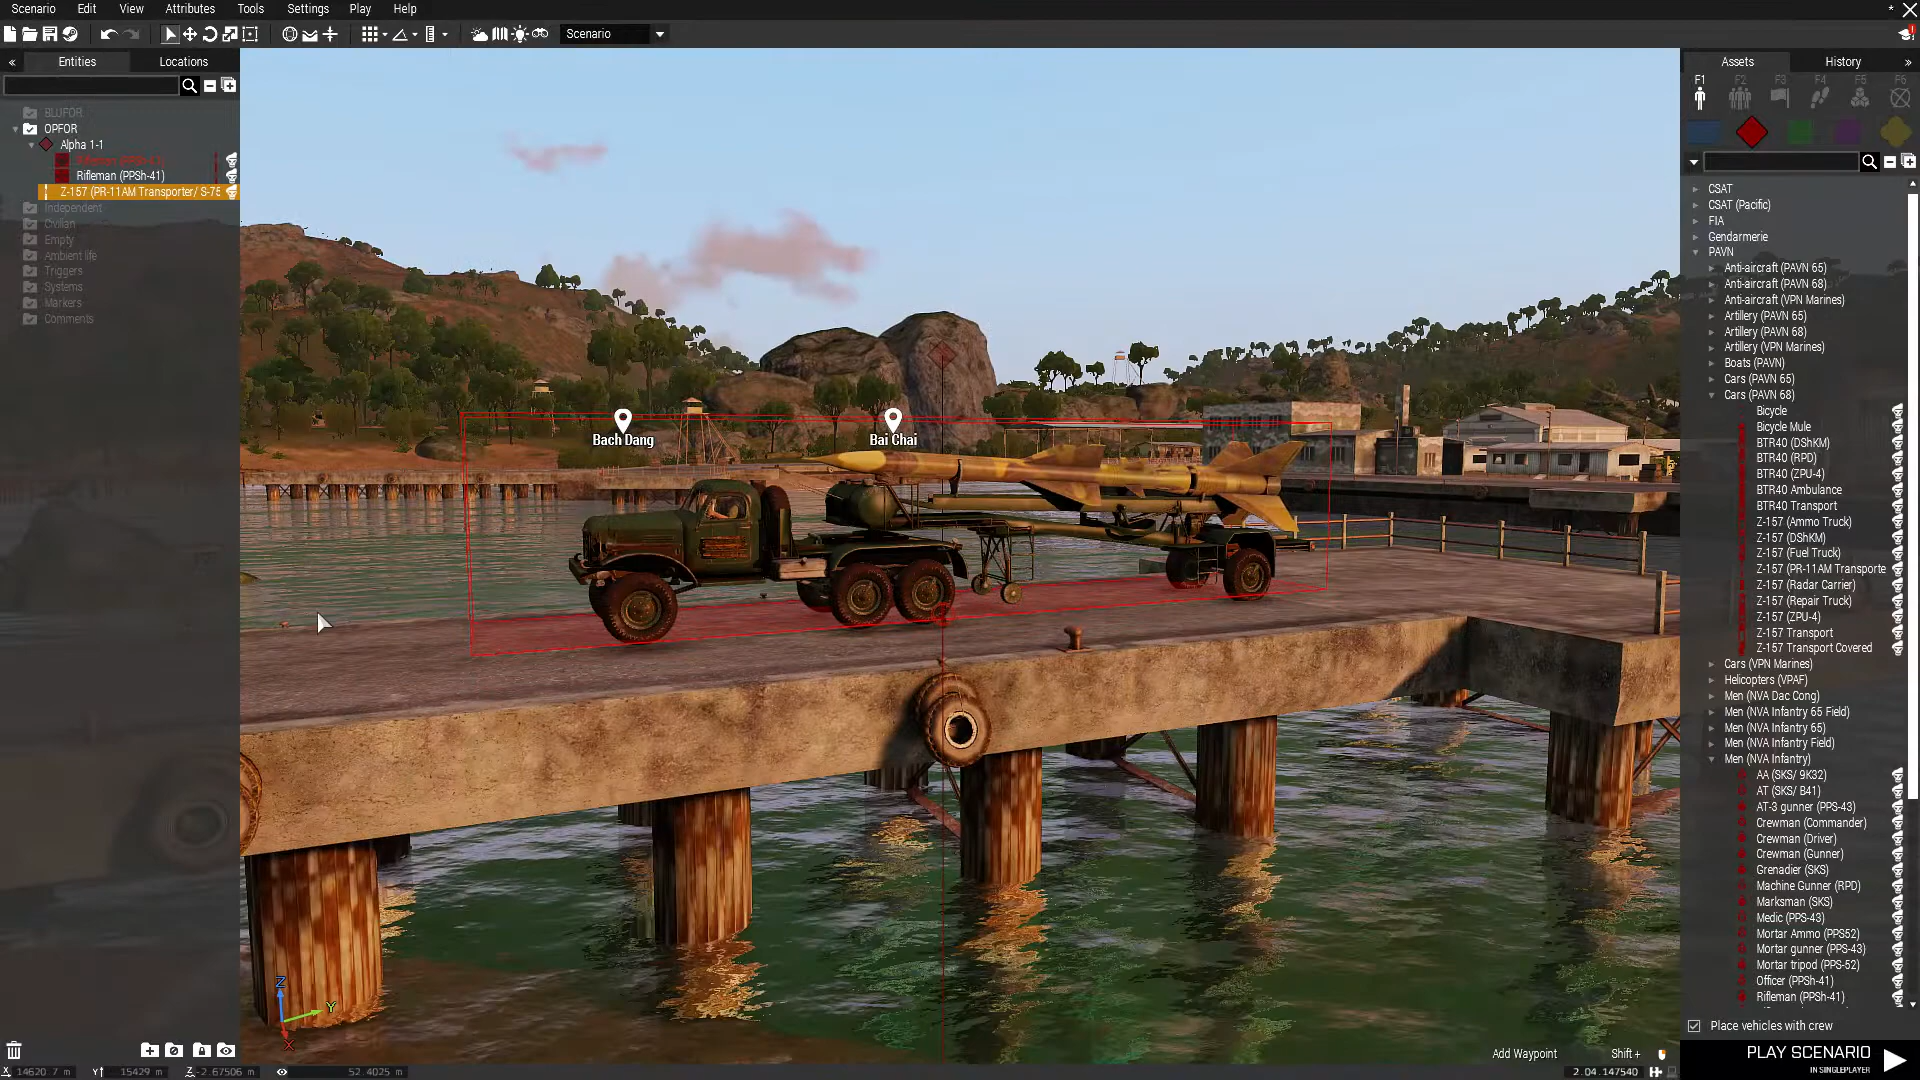 Scenario Edit View Attributes Tools Settings Play Help
Scenario
Entities Locations
BLUFOR
OPFOR
Alpha 1-1
Rifleman (PPSh-41)
Rifleman (PPSh-41)
Z-157 (PR-11AM Transporter/ S-75
Independent
Civilian
Empty
Ambient life
Triggers
Systems
Markers
Comments
Bach Dang
Bai Chai
Z
Y
X
X 14620.7 m Y 15429 m Z -2.67506 m 52.4025 m
Add Waypoint Shift +
2.04.147540
Assets History
F1 F2 F3 F4 F5 F6
CSAT
CSAT (Pacific)
FIA
Gendarmerie
PAVN
Anti-aircraft (PAVN 65)
Anti-aircraft (PAVN 68)
Anti-aircraft (VPN Marines)
Artillery (PAVN 65)
Artillery (PAVN 68)
Artillery (VPN Marines)
Boats (PAVN)
Cars (PAVN 65)
Cars (PAVN 68)
Bicycle
Bicycle Mule
BTR40 (DShKM)
BTR40 (RPD)
BTR40 (ZPU-4)
BTR40 Ambulance
BTR40 Transport
Z-157 (Ammo Truck)
Z-157 (DShKM)
Z-157 (Fuel Truck)
Z-157 (PR-11AM Transporte
Z-157 (Radar Carrier)
Z-157 (Repair Truck)
Z-157 (ZPU-4)
Z-157 Transport
Z-157 Transport Covered
Cars (VPN Marines)
Helicopters (VPAF)
Men (NVA Dac Cong)
Men (NVA Infantry 65 Field)
Men (NVA Infantry 65)
Men (NVA Infantry Field)
Men (NVA Infantry)
AA (SKS/ 9K32)
AT (SKS/ B41)
AT-3 gunner (PPS-43)
Crewman (Commander)
Crewman (Driver)
Crewman (Gunner)
Grenadier (SKS)
Machine Gunner (RPD)
Marksman (SKS)
Medic (PPS-43)
Mortar Ammo (PPS52)
Mortar gunner (PPS-43)
Mortar tripod (PPS-52)
Officer (PPSh-41)
Rifleman (PPSh-41)
Place vehicles with crew
PLAY SCENARIO
IN SINGLEPLAYER